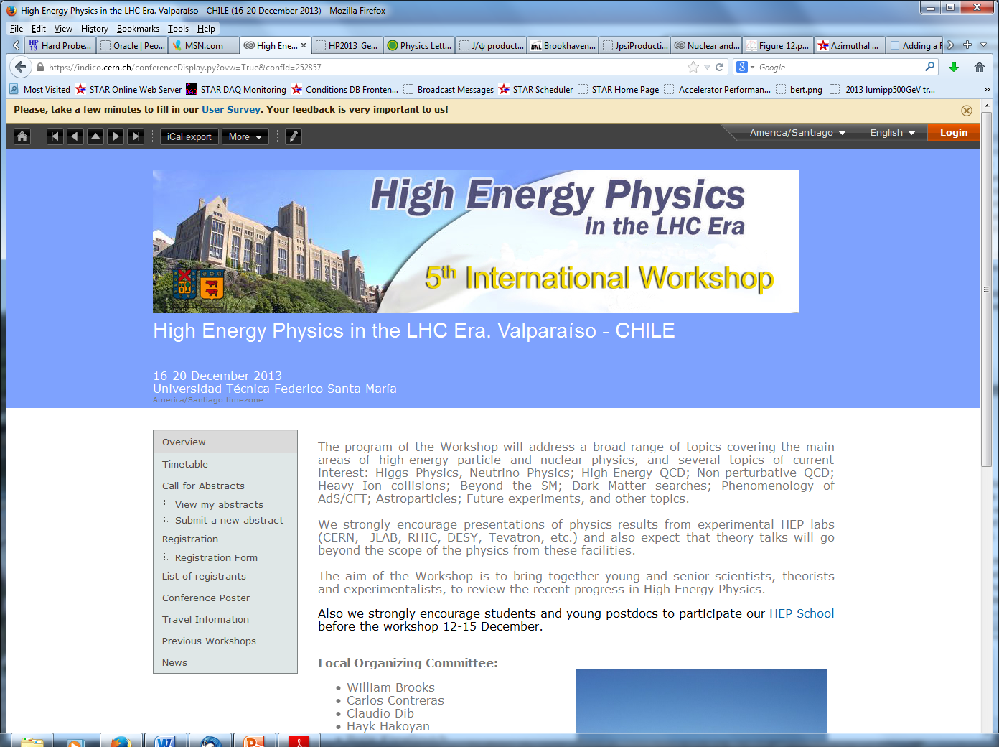 High Energy Physics in the LHC Era. Valparaíso - CHILE (16-20 December 2013) - Mozilla Firefox
File Edit View History Bookmarks Tools Help
HP 13 Hard Probe... Oracle | Peo... MSN.com High Ene... HP2013_Ge... Physics Lett... J/ψ product... BNL Brookhaven... JpsiProducti... Nuclear and... Figure_12.p... Azimuthal ... Adding a F
https://indico.cern.ch/conferenceDisplay.py?ovw=True&confId=252857 Google
Most Visited STAR Online Web Server STAR DAQ Monitoring Conditions DB Fronten... Broadcast Messages STAR Scheduler STAR Home Page Accelerator Performan... bert.png 2013 lumipp500GeV tr... »
Please, take a few minutes to fill in our User Survey. Your feedback is very important to us!
iCal export More America/Santiago English Login
High Energy Physics
in the LHC Era
5th International Workshop
High Energy Physics in the LHC Era. Valparaíso - CHILE
16-20 December 2013
Universidad Técnica Federico Santa María
America/Santiago timezone
Overview
Timetable
Call for Abstracts
View my abstracts
Submit a new abstract
Registration
Registration Form
List of registrants
Conference Poster
Travel Information
Previous Workshops
News
The program of the Workshop will address a broad range of topics covering the main
areas of high-energy particle and nuclear physics, and several topics of current
interest: Higgs Physics, Neutrino Physics; High-Energy QCD; Non-perturbative QCD;
Heavy Ion collisions; Beyond the SM; Dark Matter searches; Phenomenology of
AdS/CFT; Astroparticles; Future experiments, and other topics.
We strongly encourage presentations of physics results from experimental HEP labs
(CERN, JLAB, RHIC, DESY, Tevatron, etc.) and also expect that theory talks will go
beyond the scope of the physics from these facilities.
The aim of the Workshop is to bring together young and senior scientists, theorists
and experimentalists, to review the recent progress in High Energy Physics.
Also we strongly encourage students and young postdocs to participate our HEP School
before the workshop 12-15 December.
Local Organizing Committee:
• William Brooks
• Carlos Contreras
• Claudio Dib
• Hayk Hakoyan